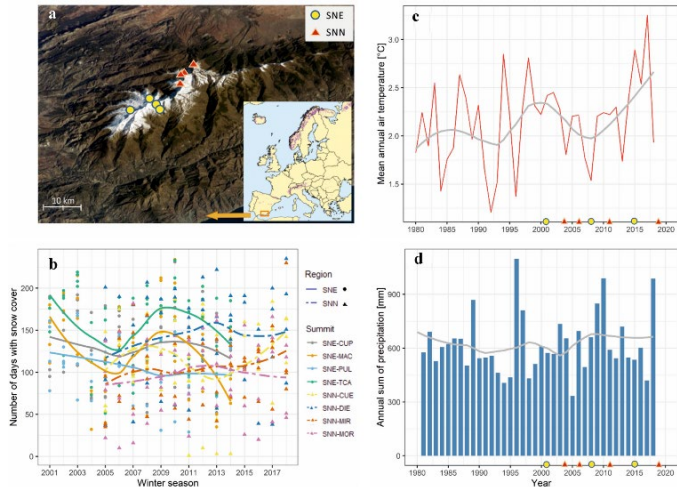 a
SNE
SNN
10 km
b
Number of days with snow cover
200
150
100
50
0
2001
2003
2005
2007
2009
2011
2013
2015
2017
Winter season
Region
SNE
SNN
Summit
SNE-CUP
SNE-MAC
SNE-PUL
SNE-TCA
SNN-CUE
SNN-DIE
SNN-MIR
SNN-MOR
c
Mean annual air temperature [°C]
3.0
2.5
2.0
1.5
1980
1985
1990
1995
2000
2005
2010
2015
2020
d
Annual sum of precipitation [mm]
900
600
300
0
1980
1985
1990
1995
2000
2005
2010
2015
2020
Year